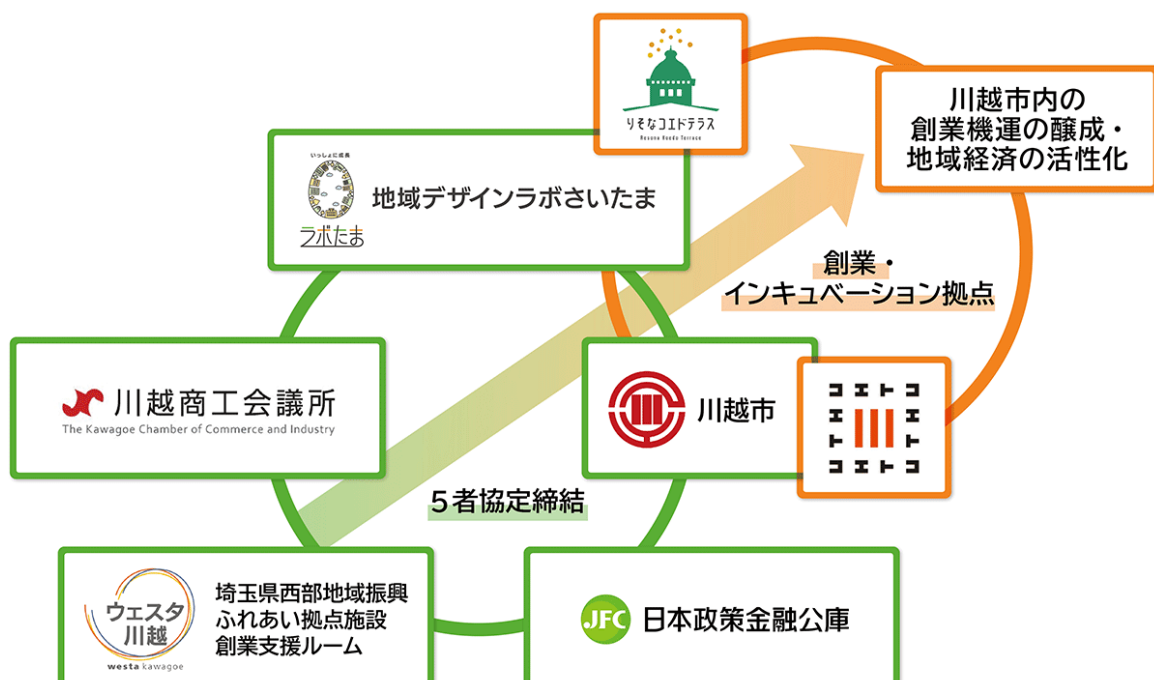 りそなコエドテラス
Resona Koedo Terrace
川越市内の
創業機運の醸成・
地域経済の活性化
いっしょに成長
ラボたま
地域デザインラボさいたま
創業・
インキュベーション拠点
川越商工会議所
The Kawagoe Chamber of Commerce and Industry
川越市
コエトコ
5者協定締結
ウェスタ
川越
westa kawagoe
埼玉県西部地域振興
ふれあい拠点施設
創業支援ルーム
JFC 日本政策金融公庫